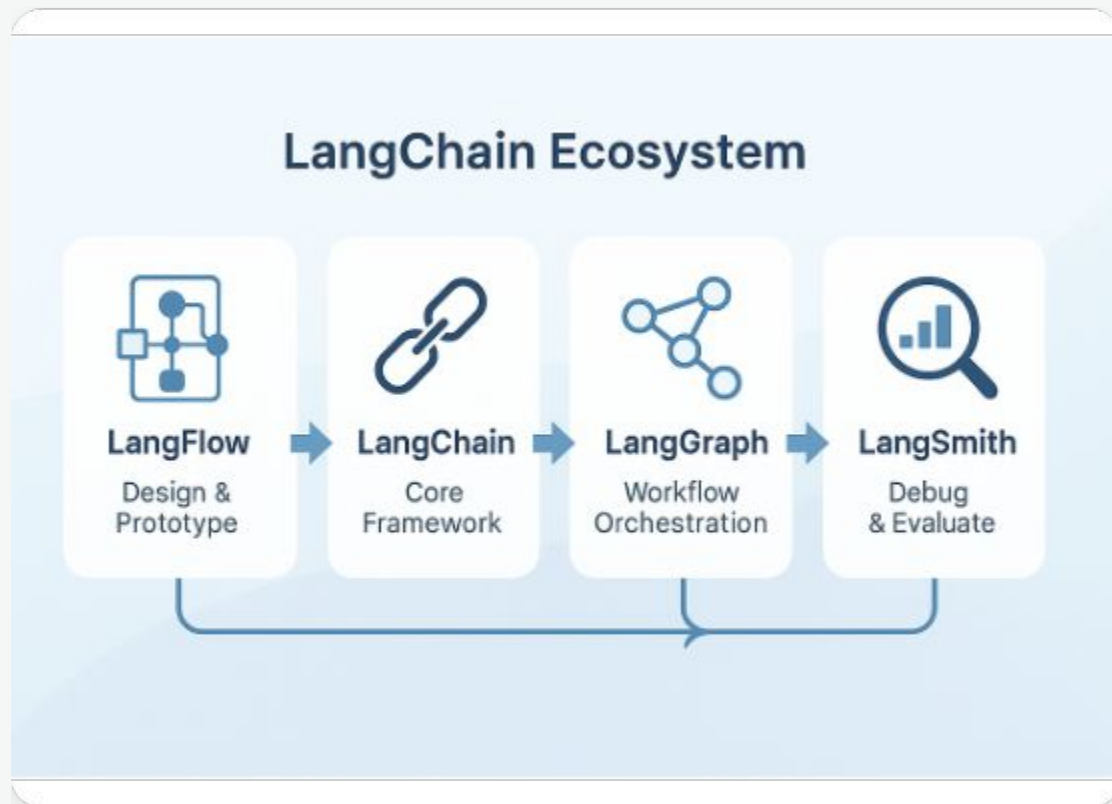 LangChain Ecosystem
LangFlow
Design &
Prototype
LangChain
Core
Framework
LangGraph
Workflow
Orchestration
LangSmith
Debug
& Evaluate